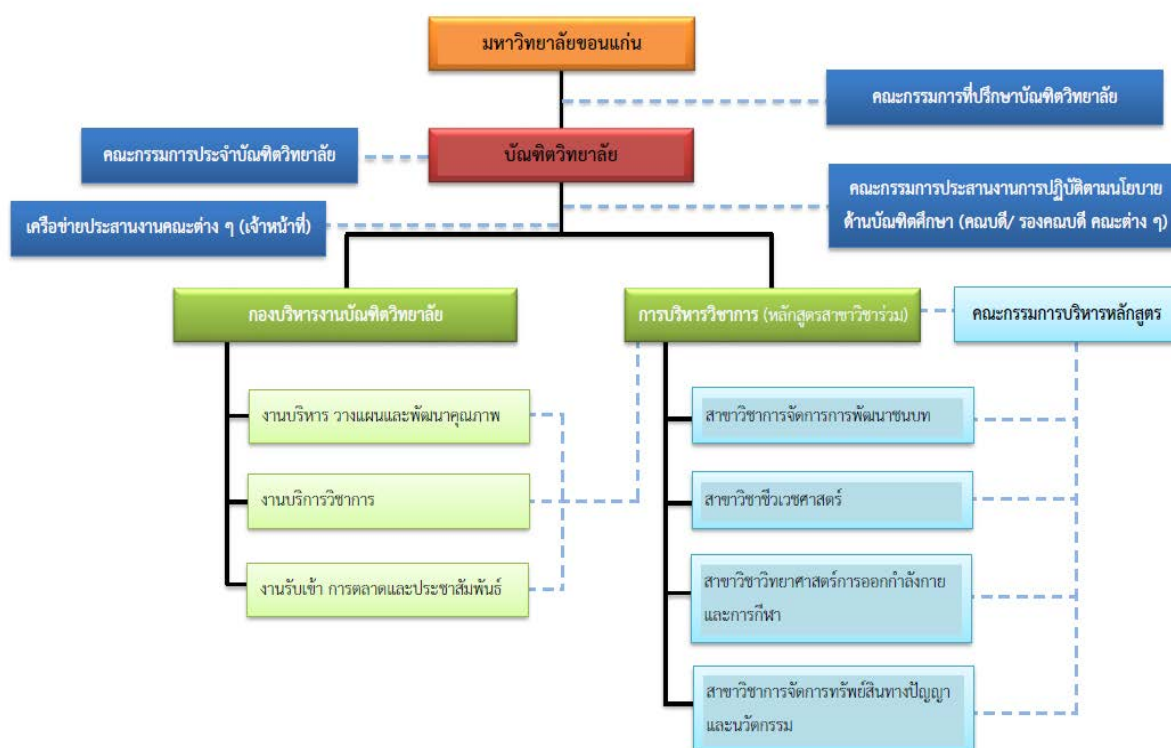 มหาวิทยาลัยขอนแก่น
คณะกรรมการที่ปรึกษาบัณฑิตวิทยาลัย
คณะกรรมการประจำบัณฑิตวิทยาลัย
บัณฑิตวิทยาลัย
คณะกรรมการประสานงานการปฏิบัติตามนโยบาย
ด้านบัณฑิตศึกษา (คณบดี/ รองคณบดี คณะต่าง ๆ)
เครือข่ายประสานงานคณะต่าง ๆ (เจ้าหน้าที่)
กองบริหารงานบัณฑิตวิทยาลัย
การบริหารวิชาการ (หลักสูตรสาขาวิชาร่วม)
คณะกรรมการบริหารหลักสูตร
งานบริหาร วางแผนและพัฒนาคุณภาพ
งานบริการวิชาการ
งานรับเข้า การตลาดและประชาสัมพันธ์
สาขาวิชาการจัดการการพัฒนาชนบท
สาขาวิชาชีวเวชศาสตร์
สาขาวิชาวิทยาศาสตร์การออกกำลังกาย
และการกีฬา
สาขาวิชาการจัดการทรัพย์สินทางปัญญา
และนวัตกรรม